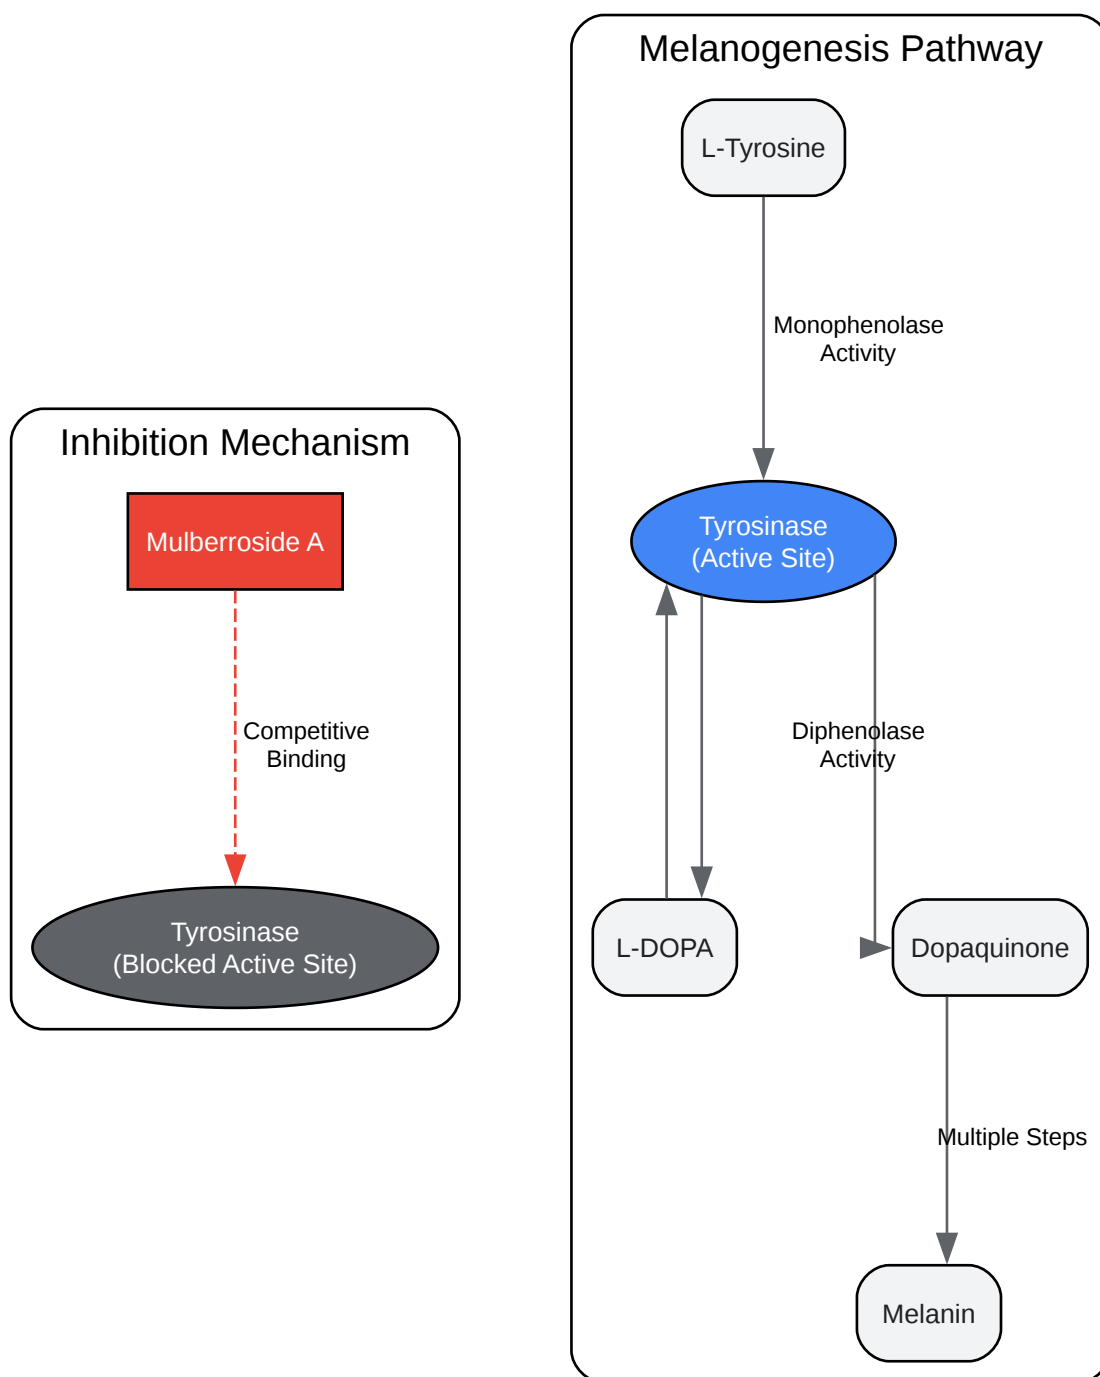 Melanogenesis Pathway
L-Tyrosine
Monophenolase
Activity
Inhibition Mechanism
Mulberroside A
Tyrosinase
(Active Site)
Competitive
Binding
Diphenolase
Activity
Tyrosinase
(Blocked Active Site)
L-DOPA
Dopaquinone
Multiple Steps
Melanin